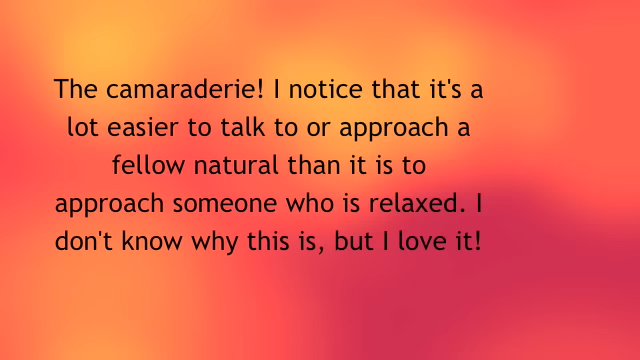 The camaraderie! I notice that it's a
lot easier to talk to or approach a
fellow natural than it is to
approach someone who is relaxed. I
don't know why this is, but I love it!